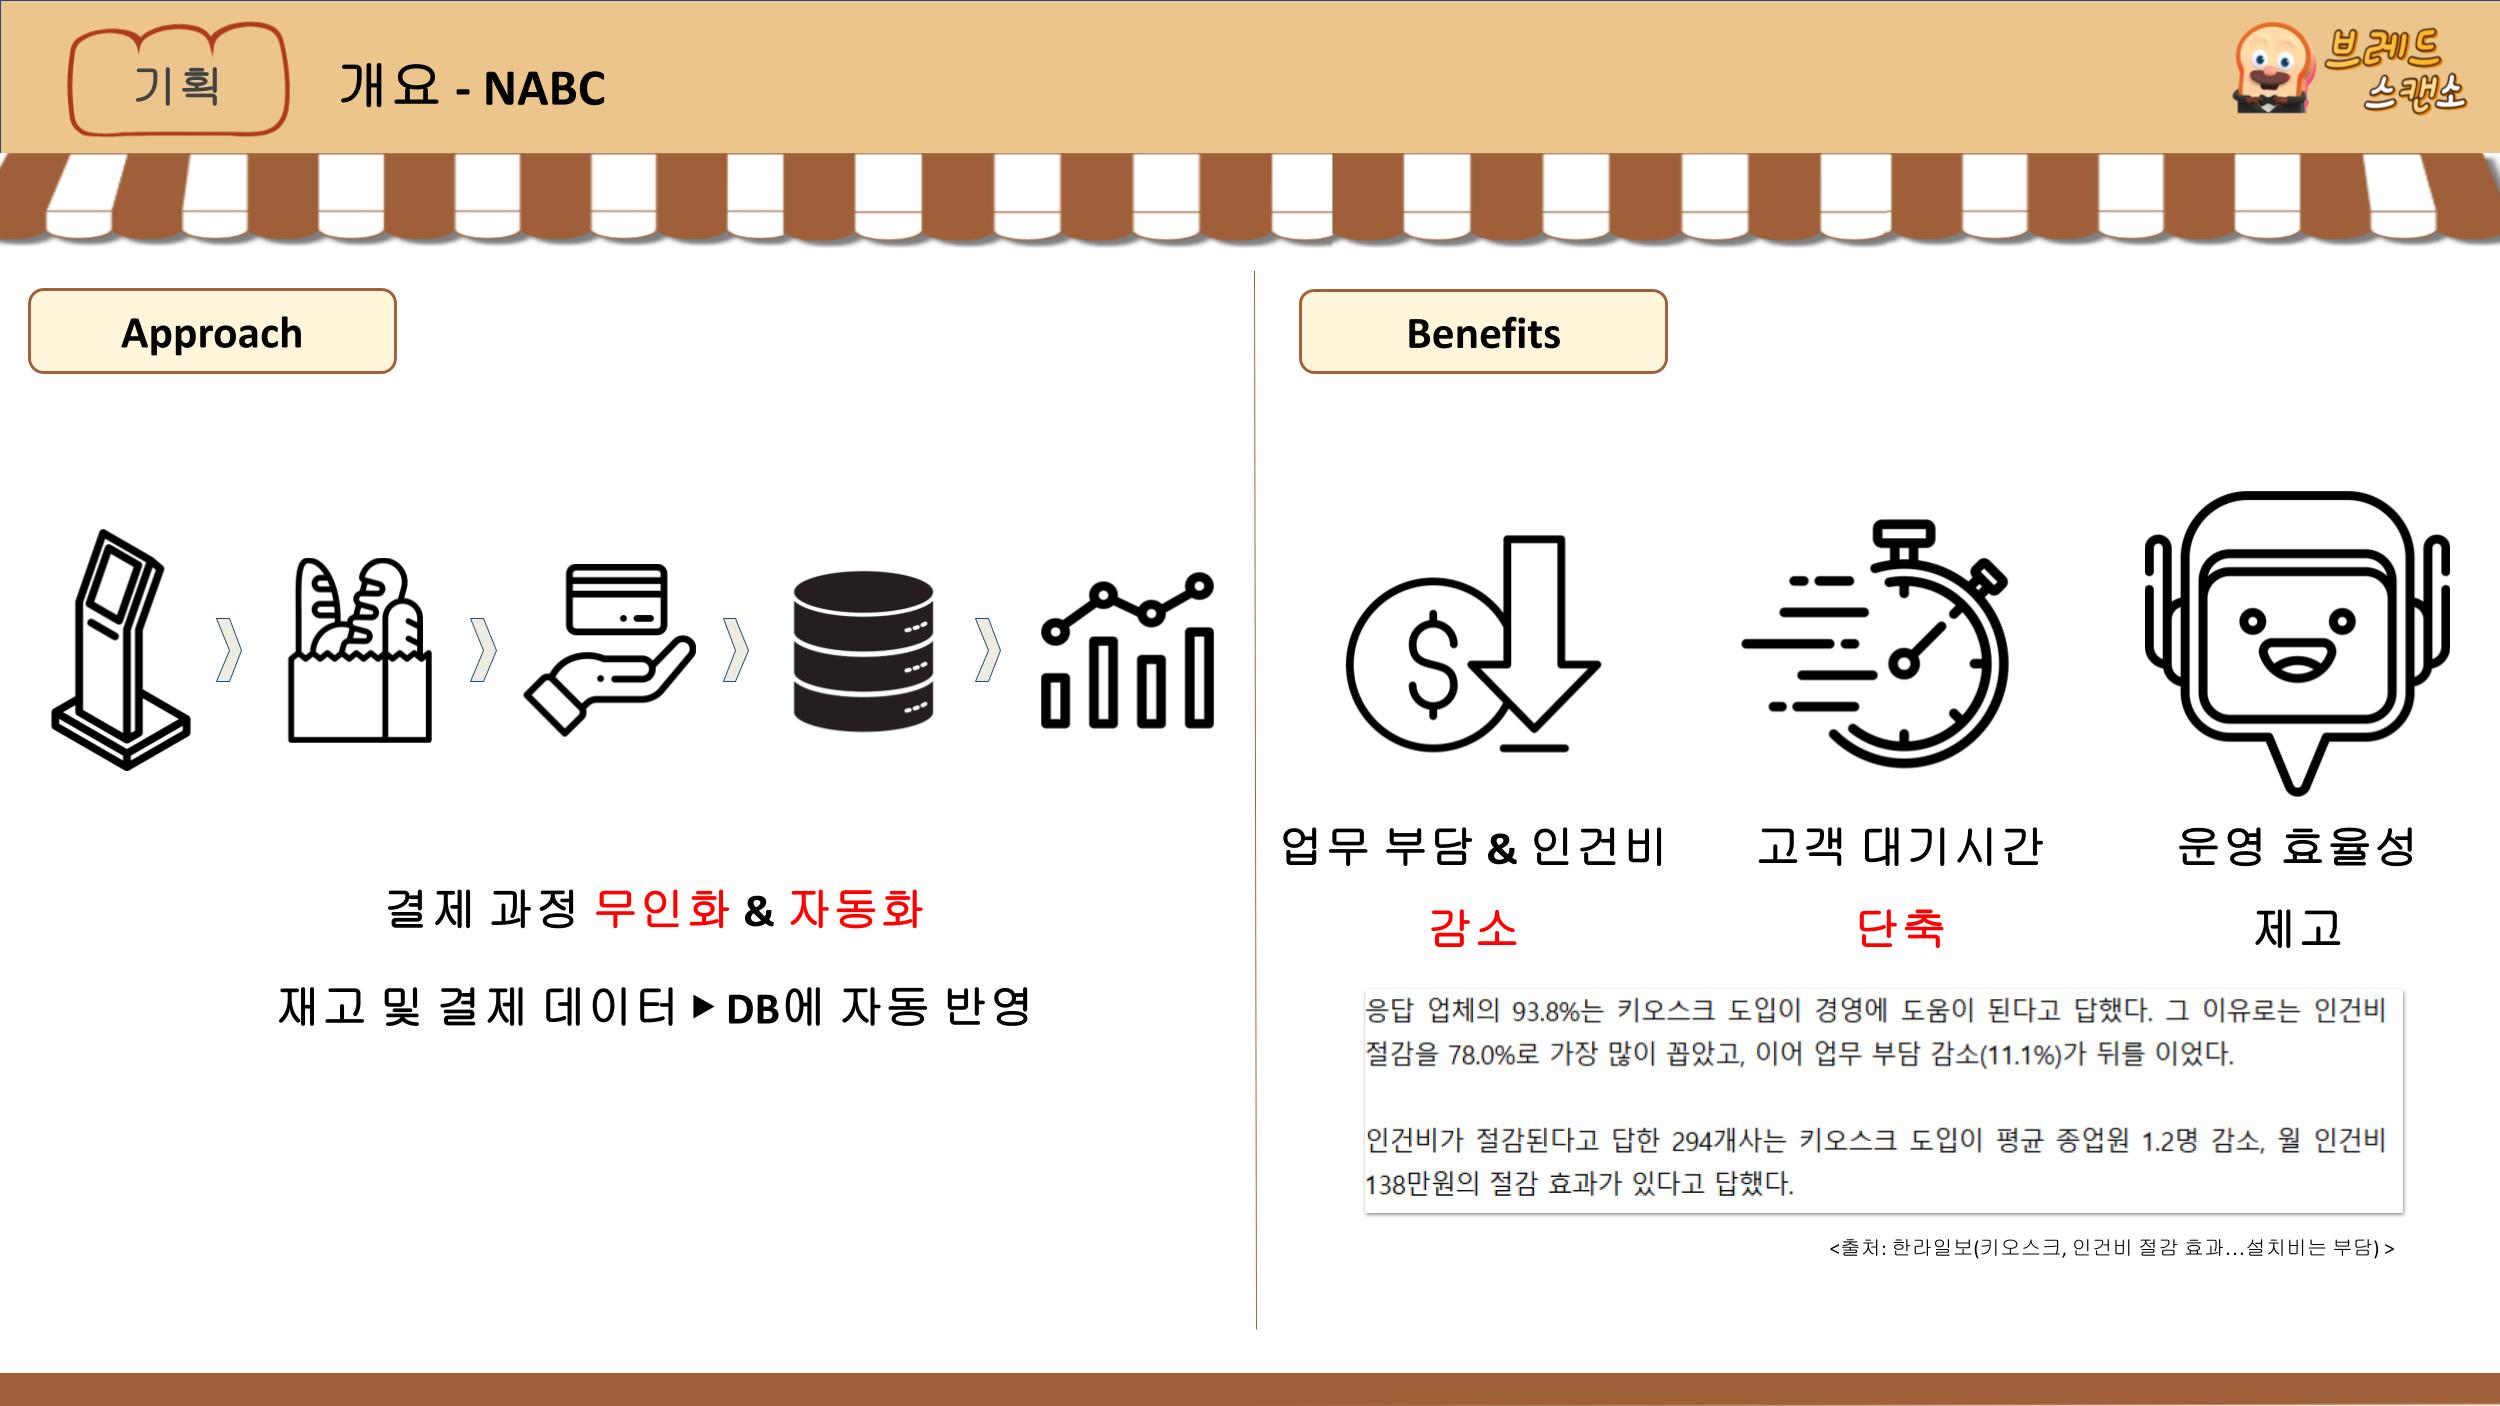 기획
개요 - NABC
브레드
스캔소
Approach
결제 과정 무인화 & 자동화
재고 및 결제 데이터 ▶ DB에 자동 반영
Benefits
업무 부담 & 인건비
감소
고객 대기시간
단축
운영 효율성
제고
응답 업체의 93.8%는 키오스크 도입이 경영에 도움이 된다고 답했다. 그 이유로는 인건비
절감을 78.0%로 가장 많이 꼽았고, 이어 업무 부담 감소(11.1%)가 뒤를 이었다.
인건비가 절감된다고 답한 294개사는 키오스크 도입이 평균 종업원 1.2명 감소, 월 인건비
138만원의 절감 효과가 있다고 답했다.
<출처: 한라일보(키오스크, 인건비 절감 효과…설치비는 부담) >